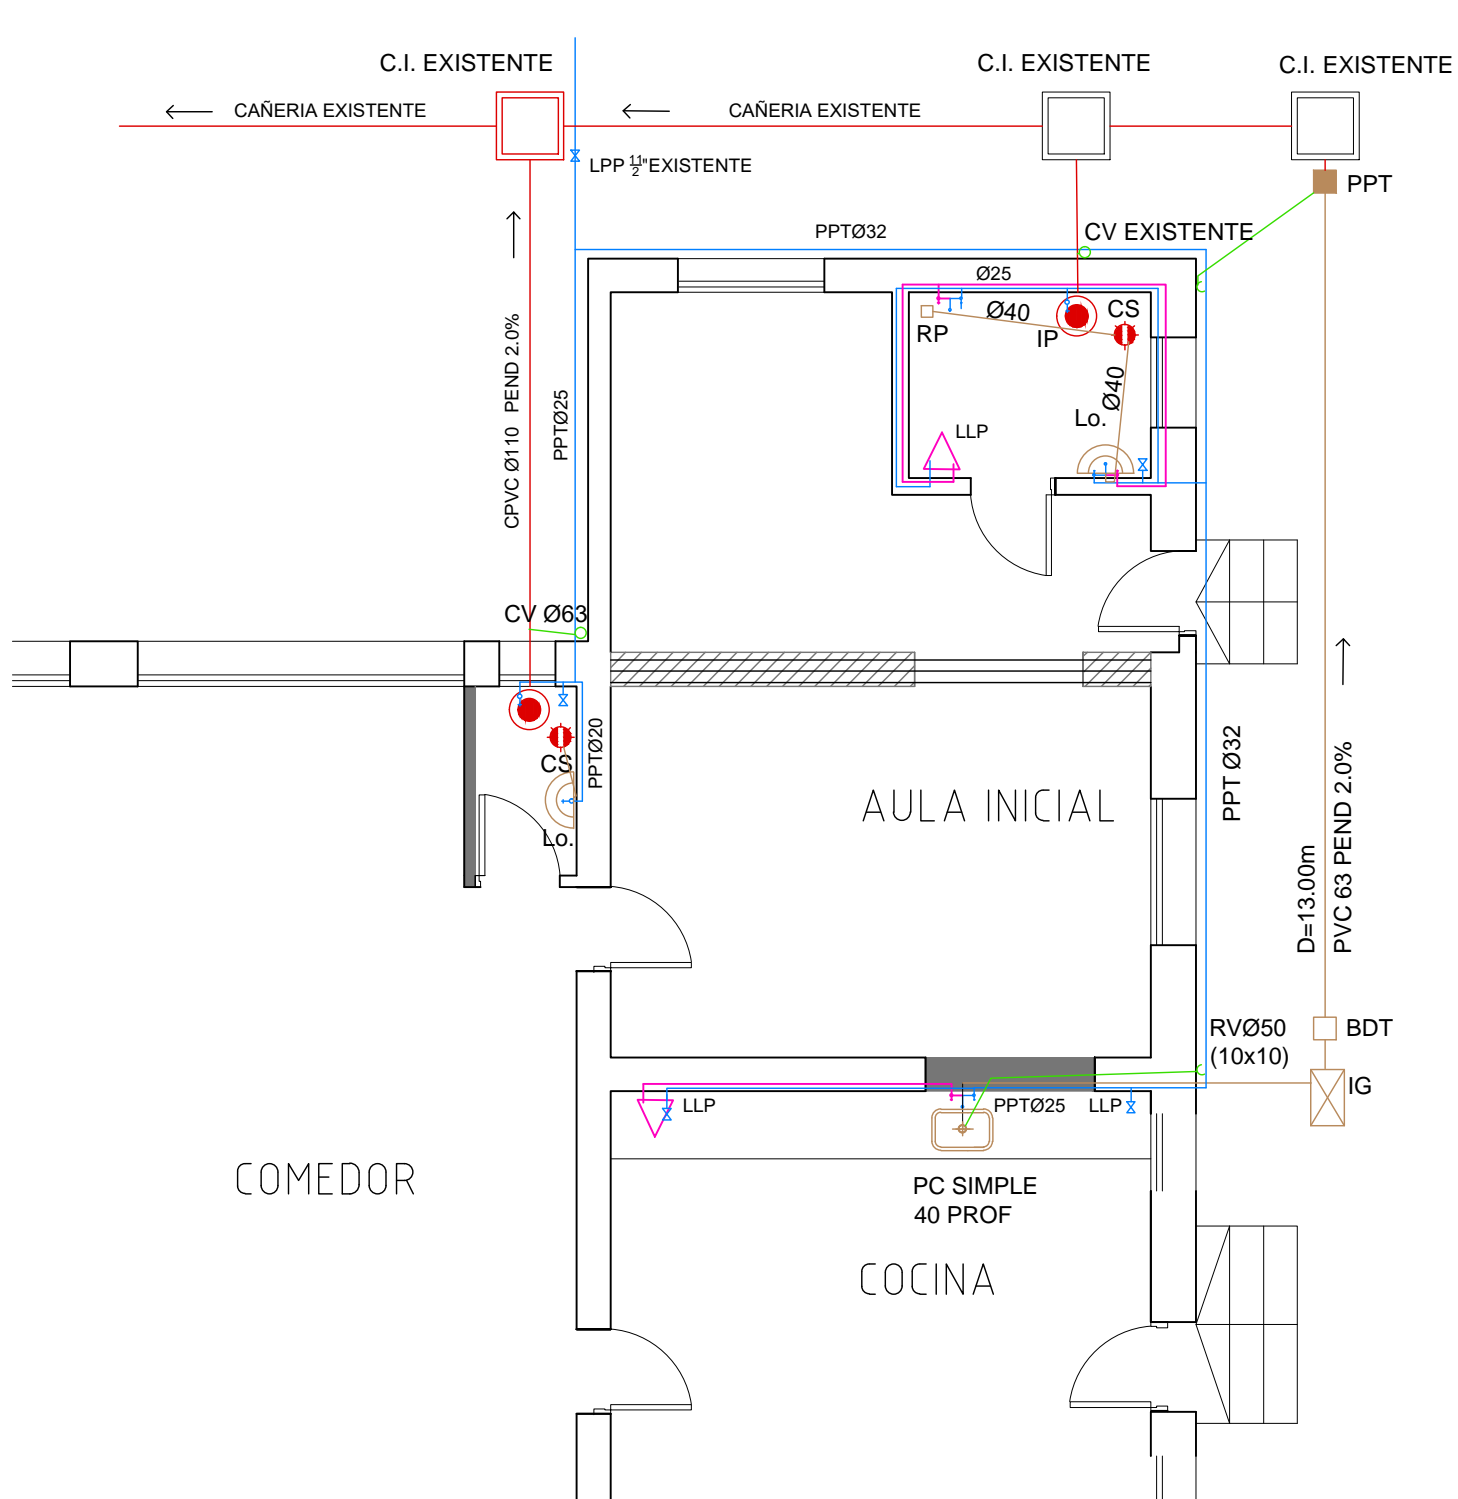 C.I. EXISTENTE
C.I. EXISTENTE
C.I. EXISTENTE
CAÑERIA EXISTENTE
CAÑERIA EXISTENTE
LPP 11/2"EXISTENTE
PPT
PPTØ32
CV EXISTENTE
Ø25
Ø40
CS
RP
IP
CPVC Ø110 PEND 2.0%
PPTØ25
Ø40
Lo.
LLP
CV Ø63
PPTØ20
CS
Lo.
AULA INICIAL
PPT Ø32
D=13.00m
PVC 63 PEND 2.0%
RVØ50
(10x10)
BDT
IG
LLP
PPTØ25
LLP
PC SIMPLE
40 PROF
COMEDOR
COCINA